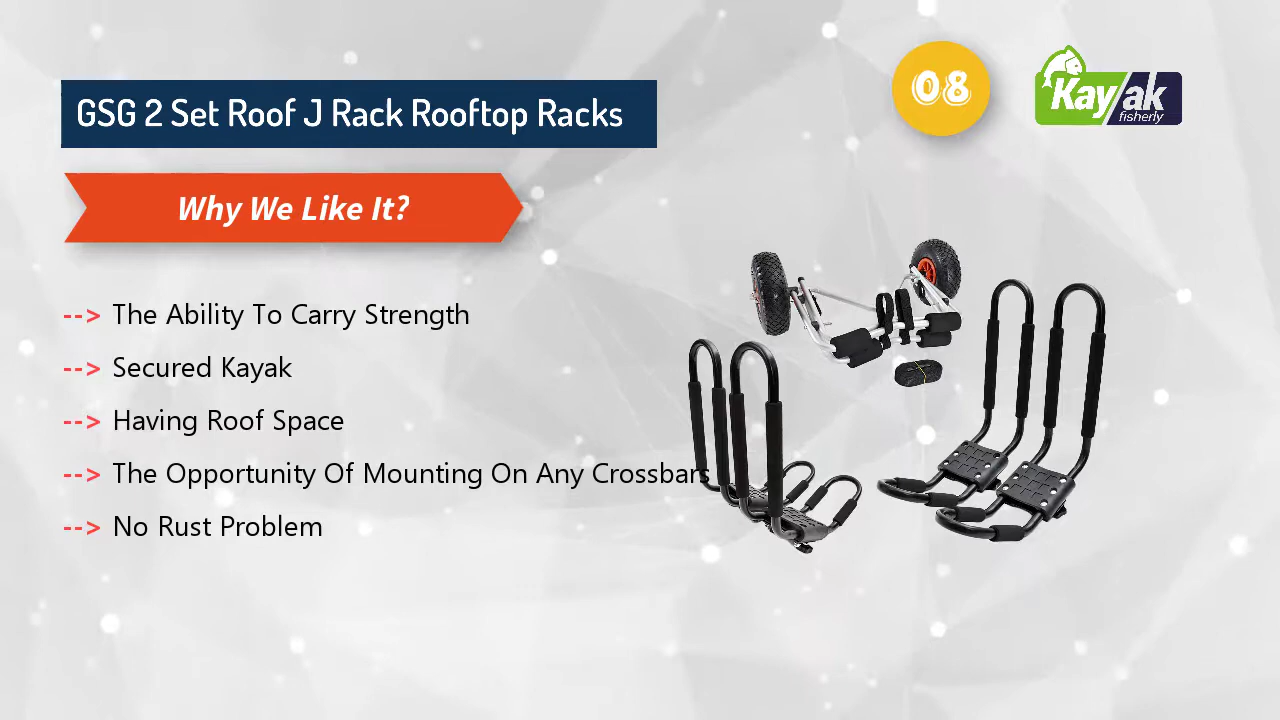 GSG 2 Set Roof J Rack Rooftop Racks
08
Kayak
fisherly
Why We Like It?
--> The Ability To Carry Strength
--> Secured Kayak
--> Having Roof Space
--> The Opportunity Of Mounting On Any Crossbars
--> No Rust Problem